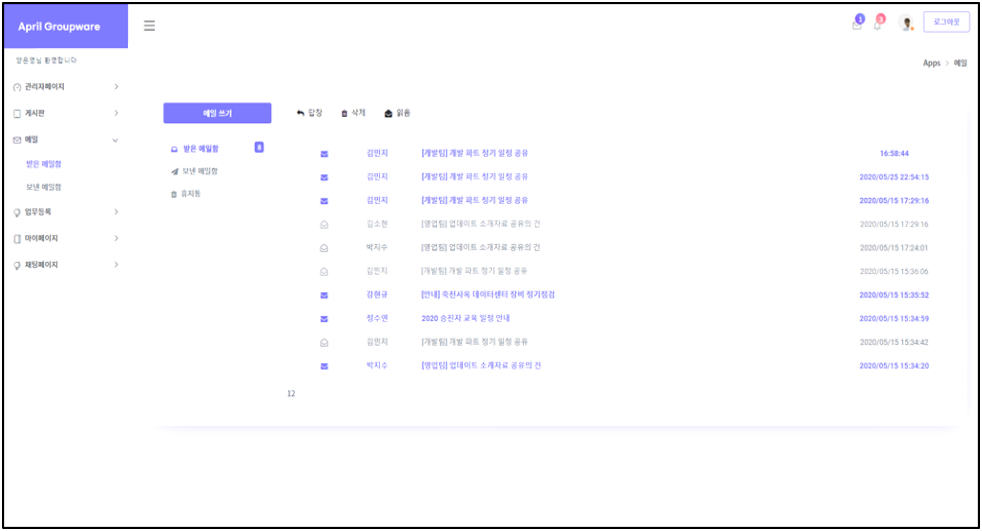 April Groupware
1
3
로그아웃
님 환영합니다
Apps > 메일
관리자페이지
게시판
메일
받은 메일함
보낸 메일함
업무등록
마이페이지
채팅페이지
메일 쓰기
답장 삭제 읽음
받은 메일함 8
보낸 메일함
휴지통
김민지 [개발팀] 개발 파트 정기 일정 공유 16:58:44
김민지 [개발팀] 개발 파트 정기 일정 공유 2020/05/25 22:54:15
김민지 [개발팀] 개발 파트 정기 일정 공유 2020/05/15 17:29:16
김소현 [영업팀] 업데이트 소개자료 공유의 건 2020/05/15 17:29:16
박지수 [영업팀] 업데이트 소개자료 공유의 건 2020/05/15 17:24:01
김민지 [개발팀] 개발 파트 정기 일정 공유 2020/05/15 15:36:06
강현규 [안내] 죽전사옥 데이터센터 장비 정기점검 2020/05/15 15:35:52
정수연 2020 승진자 교육 일정 안내 2020/05/15 15:34:59
김민지 [개발팀] 개발 파트 정기 일정 공유 2020/05/15 15:34:42
박지수 [영업팀] 업데이트 소개자료 공유의 건 2020/05/15 15:34:20
12